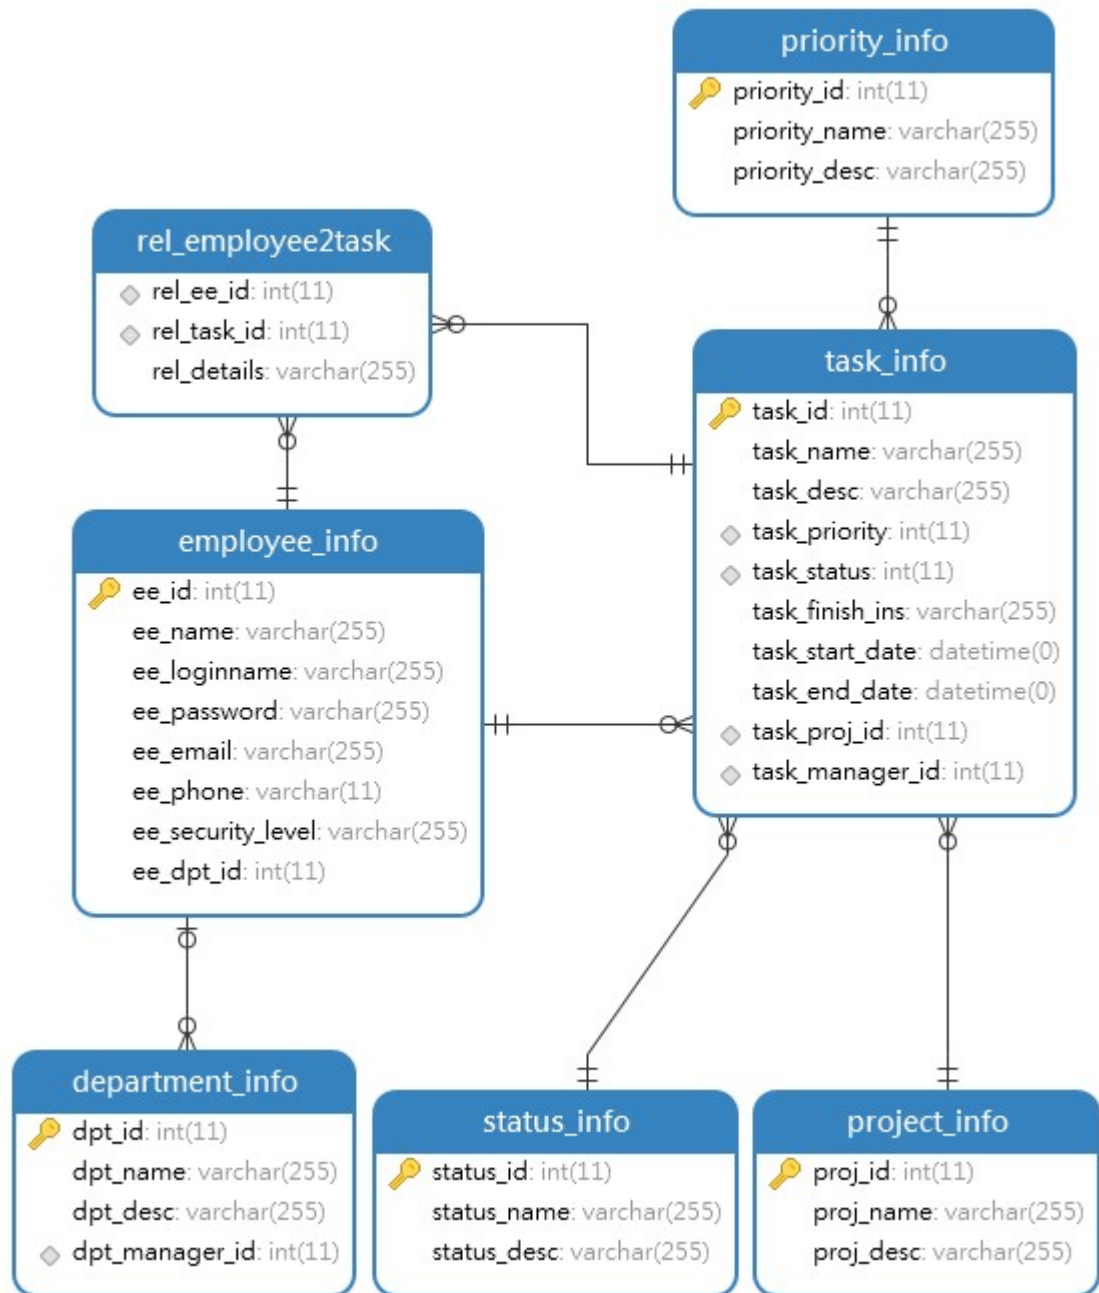 priority_info
priority_id: int(11)
priority_name: varchar(255)
priority_desc: varchar(255)
rel_employee2task
rel_ee_id: int(11)
rel_task_id: int(11)
rel_details: varchar(255)
task_info
task_id: int(11)
task_name: varchar(255)
task_desc: varchar(255)
task_priority: int(11)
task_status: int(11)
task_finish_ins: varchar(255)
task_start_date: datetime(0)
task_end_date: datetime(0)
task_proj_id: int(11)
task_manager_id: int(11)
employee_info
ee_id: int(11)
ee_name: varchar(255)
ee_loginname: varchar(255)
ee_password: varchar(255)
ee_email: varchar(255)
ee_phone: varchar(11)
ee_security_level: varchar(255)
ee_dpt_id: int(11)
department_info
dpt_id: int(11)
dpt_name: varchar(255)
dpt_desc: varchar(255)
dpt_manager_id: int(11)
status_info
status_id: int(11)
status_name: varchar(255)
status_desc: varchar(255)
project_info
proj_id: int(11)
proj_name: varchar(255)
proj_desc: varchar(255)